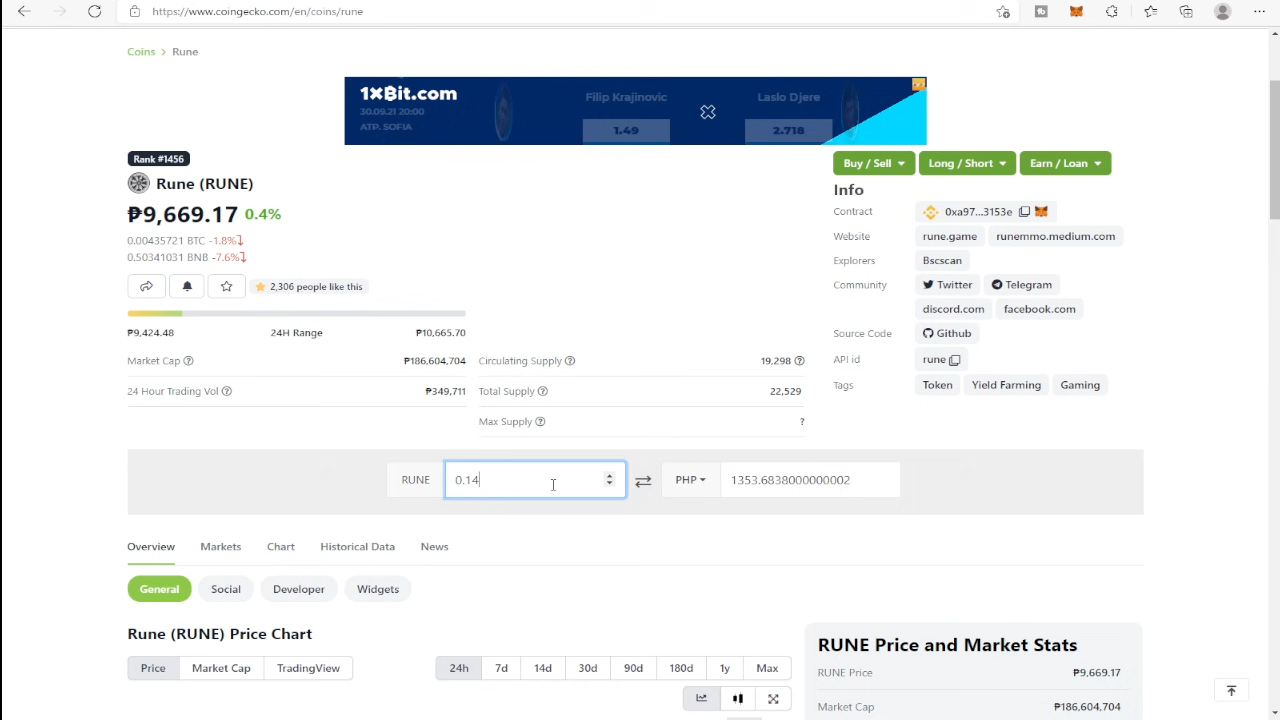 https://www.coingecko.com/en/coins/rune
Coins > Rune
1XBit.com
30.09.21 20:00
ATP. SOFIA
Filip Krajinovic
1.49
Laslo Djere
2.718
Rank #1456
Rune (RUNE)
₱9,669.17 0.4%
0.00435721 BTC -1.8%
0.50341031 BNB -7.6%
2,306 people like this
₱9,424.48 24H Range ₱10,665.70
Market Cap ₱186,604,704
24 Hour Trading Vol ₱349,711
Circulating Supply 19,298
Total Supply 22,529
Max Supply ?
Buy / Sell Long / Short Earn / Loan
Info
Contract 0xa97...3153e
Website rune.game runemmo.medium.com
Explorers Bscscan
Community Twitter Telegram
discord.com facebook.com
Source Code Github
API id rune
Tags Token Yield Farming Gaming
RUNE 0.14 PHP 1353.6838000000002
Overview Markets Chart Historical Data News
General Social Developer Widgets
Rune (RUNE) Price Chart
Price Market Cap TradingView 24h 7d 14d 30d 90d 180d 1y Max
RUNE Price and Market Stats
RUNE Price ₱9,669.17
Market Cap ₱186,604,704